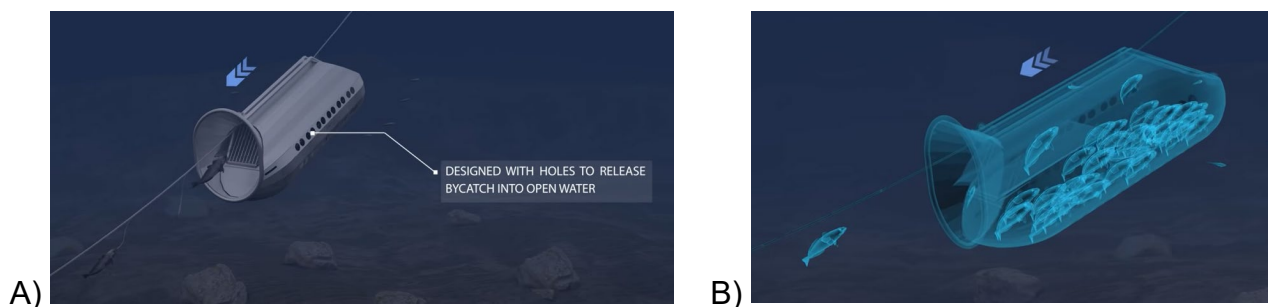 DESIGNED WITH HOLES TO RELEASE
BYCATCH INTO OPEN WATER
A)
B)